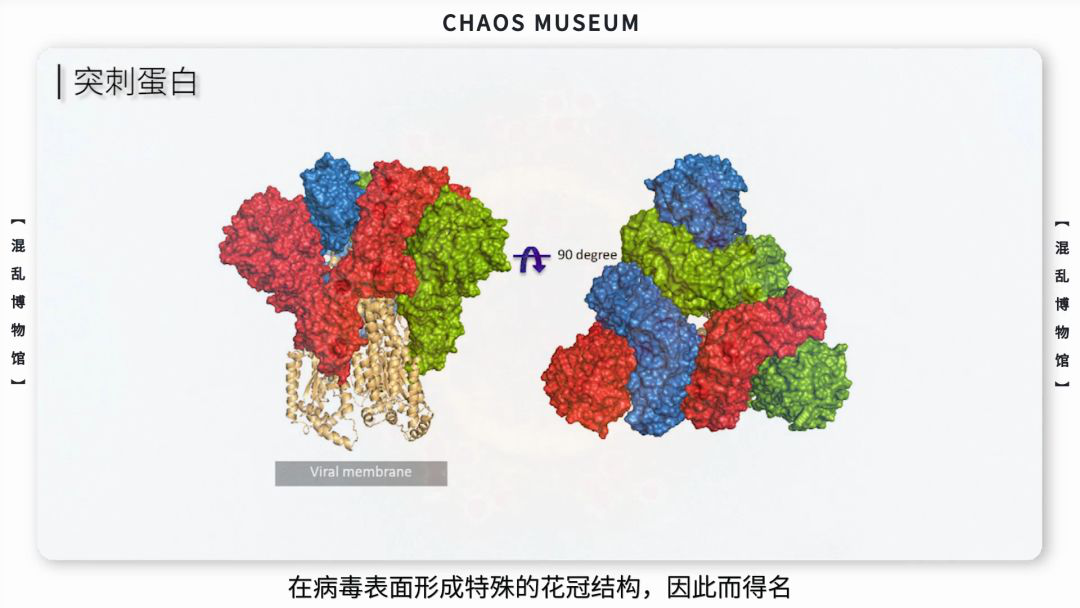 CHAOS MUSEUM
突刺蛋白
【混乱博物馆】
90 degree
【混乱博物馆】
Viral membrane
在病毒表面形成特殊的花冠结构，因此而得名